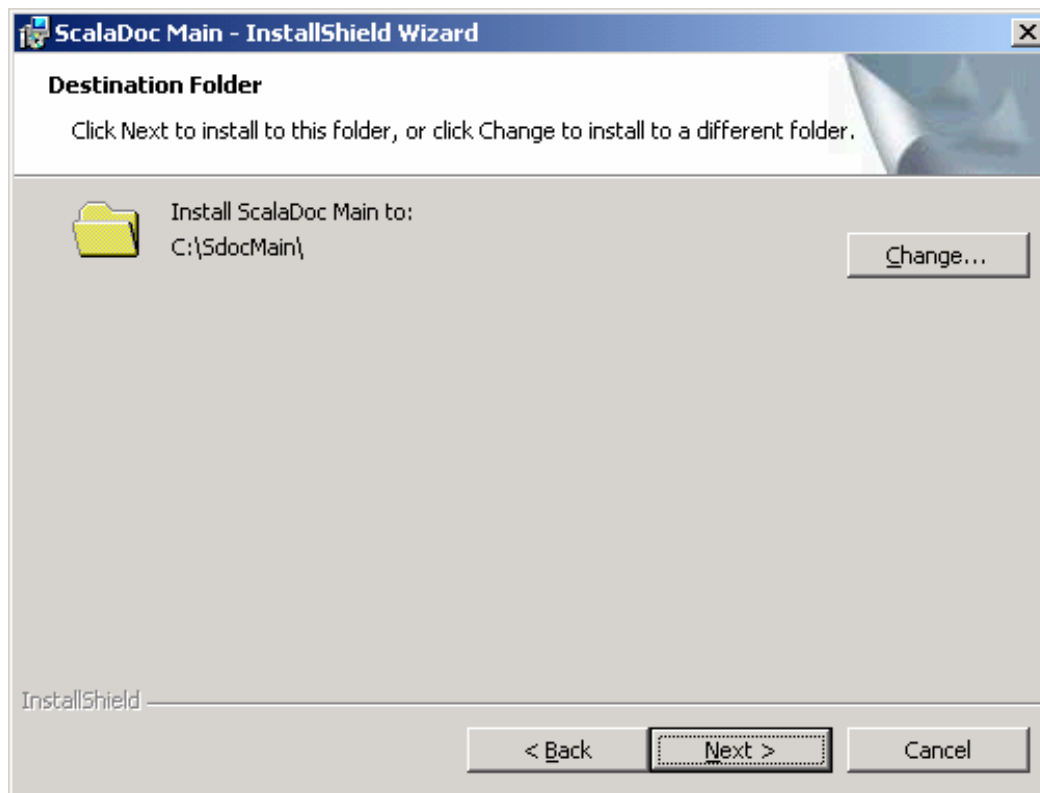 ScalaDoc Main - InstallShield Wizard
Destination Folder
Click Next to install to this folder, or click Change to install to a different folder.
Install ScalaDoc Main to:
C:\SdocMain\
Change...
InstallShield
< Back
Next >
Cancel